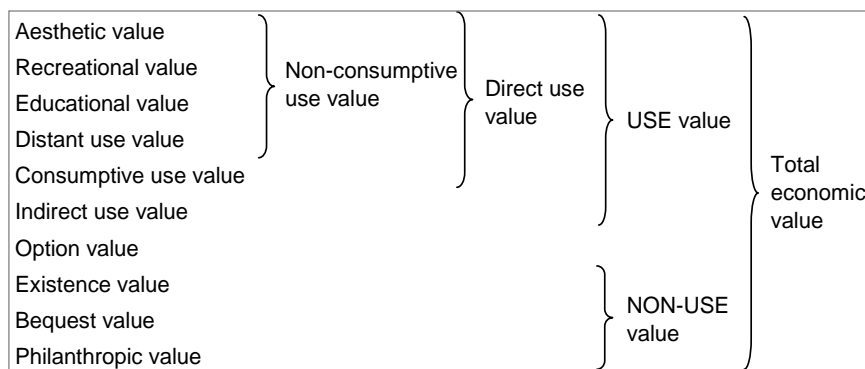 Aesthetic value
Recreational value
Educational value
Distant use value
Consumptive use value
Indirect use value
Option value
Existence value
Bequest value
Philanthropic value
Non-consumptive
use value
Direct use
value
USE value
NON-USE
value
Total
economic
value